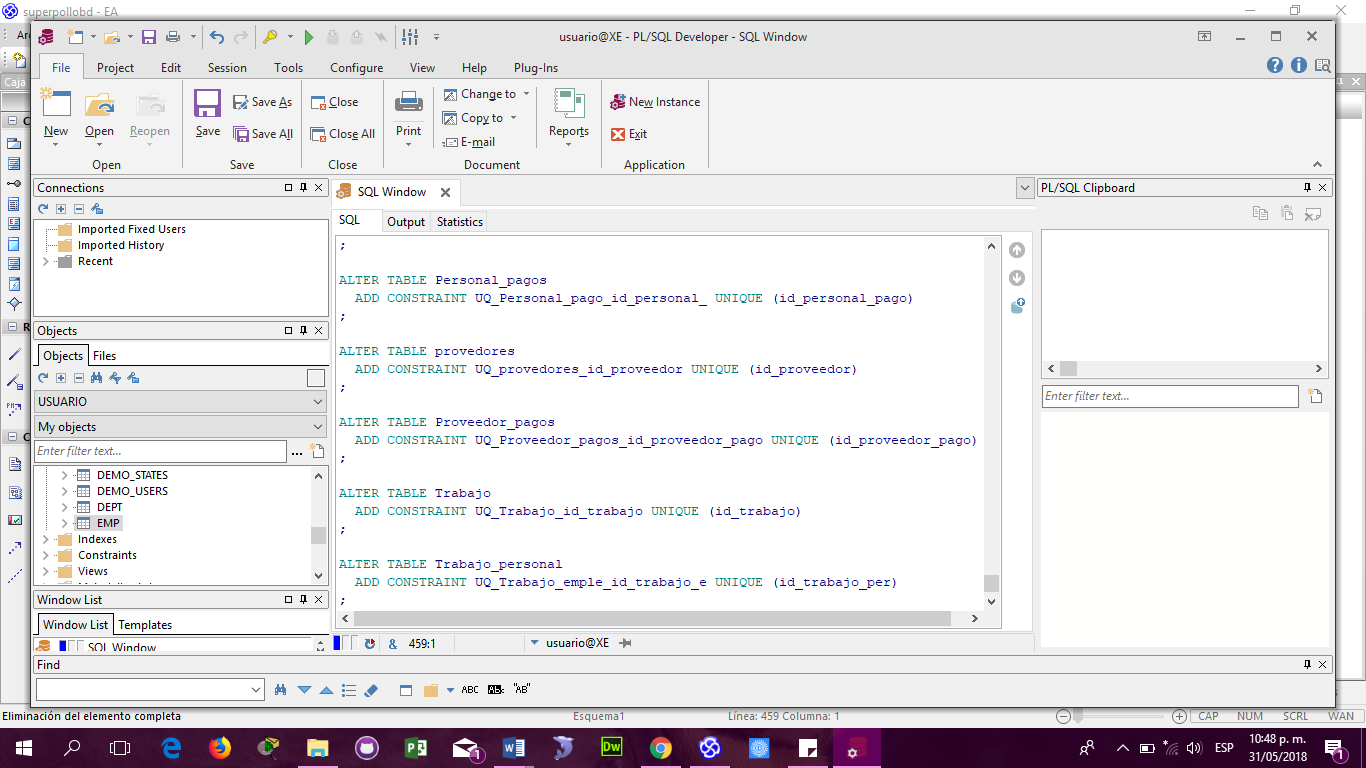 superpollobd - EA
usuario@XE - PL/SQL Developer - SQL Window
File Project Edit Session Tools Configure View Help Plug-Ins
New Open Reopen
Save Save As Save All
Close Close All
Print Change to Copy to E-mail
Reports
New Instance Exit
Open Save Close Document Application
Connections
Imported Fixed Users
Imported History
Recent
Objects
Objects Files
USUARIO
My objects
Enter filter text...
DEMO_STATES
DEMO_USERS
DEPT
EMP
Indexes
Constraints
Views
Window List
Window List Templates
SQL Window
SQL Window
SQL Output Statistics
;
ALTER TABLE Personal_pagos
ADD CONSTRAINT UQ_Personal_pago_id_personal_ UNIQUE (id_personal_pago)
;
ALTER TABLE provedores
ADD CONSTRAINT UQ_provedores_id_proveedor UNIQUE (id_proveedor)
;
ALTER TABLE Proveedor_pagos
ADD CONSTRAINT UQ_Proveedor_pagos_id_proveedor_pago UNIQUE (id_proveedor_pago)
;
ALTER TABLE Trabajo
ADD CONSTRAINT UQ_Trabajo_id_trabajo UNIQUE (id_trabajo)
;
ALTER TABLE Trabajo_personal
ADD CONSTRAINT UQ_Trabajo_emple_id_trabajo_e UNIQUE (id_trabajo_per)
;
& 459:1 usuario@XE
PL/SQL Clipboard
Enter filter text...
Find
ABC AB "AB"
Eliminación del elemento completa Esquema1 Línea: 459 Columna: 1 CAP NUM SCRL WAN
ESP
10:48 p. m.
31/05/2018